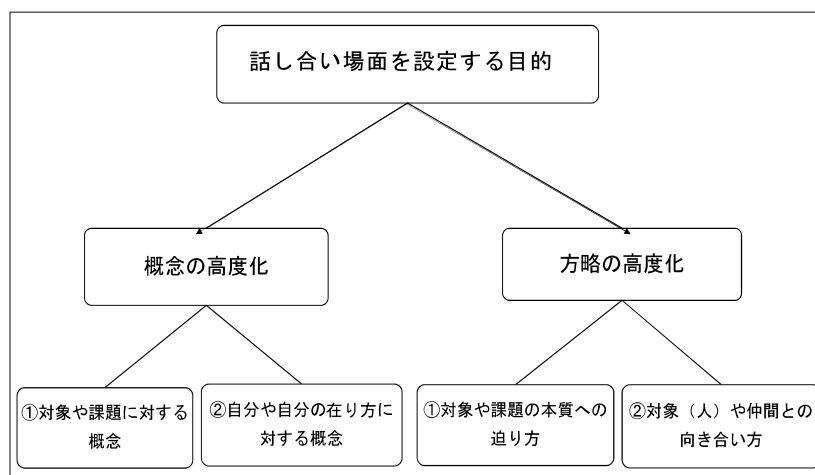 話し合い場面を設定する目的
概念の高度化
方略の高度化
①対象や課題に対する
概念
②自分や自分の在り方に
対する概念
①対象や課題の本質への
迫り方
②対象（人）や仲間との
向き合い方